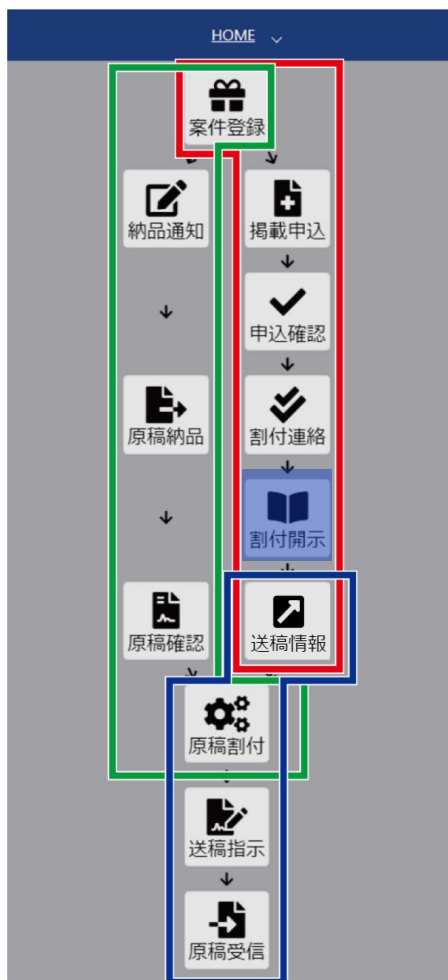 HOME
案件登録
納品通知
掲載申込
申込確認
原稿納品
割付連絡
割付開示
原稿確認
送稿情報
原稿割付
送稿指示
原稿受信